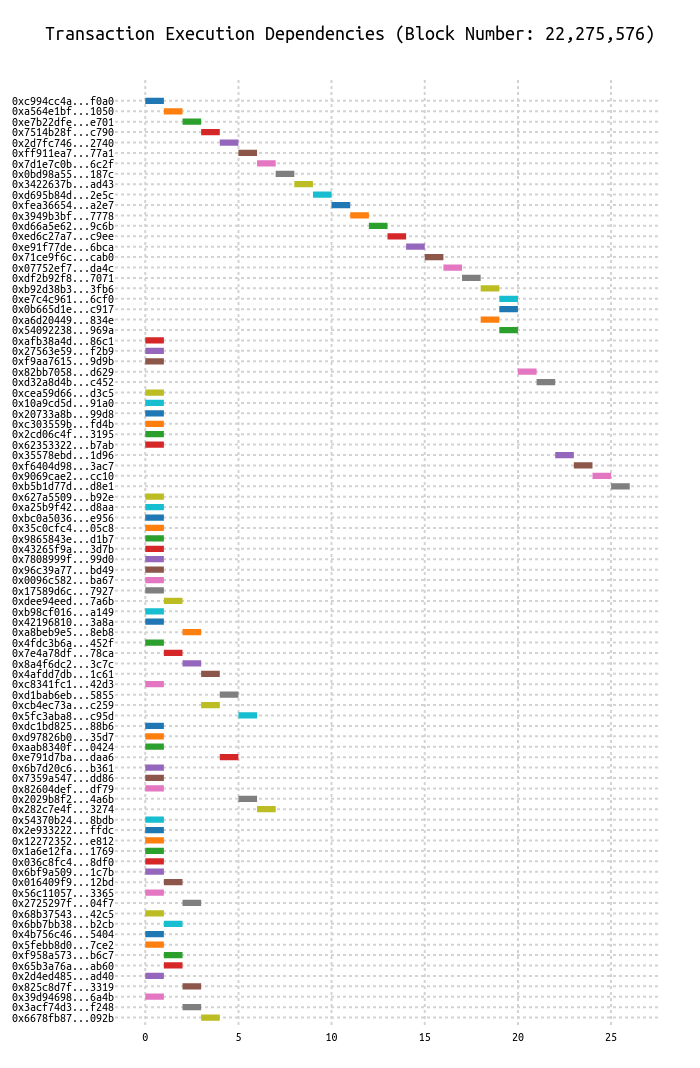 Transaction Execution Dependencies (Block Number: 22,275,576)
0xc994cc4a...f0a0
0xa564e1bf...1050
0xe7b22dfe...e701
0x7514b28f...c790
0x2d7fc746...2740
0xff911ea7...77a1
0x7d1e7c0b...6c2f
0x0bd98a55...187c
0x3422637b...ad43
0xd695b84d...2e5c
0xfea36654...a2e7
0x3949b3bf...7778
0xd66a5e62...9c6b
0xed6c27a7...c9ee
0xe91f77de...6bca
0x71ce9f6c...cab0
0x07752ef7...da4c
0xdf2b92f8...7071
0xb92d38b3...3fb6
0xe7c4c961...6cf0
0x0b665d1e...c917
0xa6d20449...834e
0x54092238...969a
0xafb38a4d...86c1
0x27563e59...f2b9
0xf9aa7615...9d9b
0x82bb7058...d629
0xd32a8d4b...c452
0xcea59d66...d3c5
0x10a9cd5d...91a0
0x20733a8b...99d8
0xc303559b...fd4b
0x2cd06c4f...3195
0x62353322...b7ab
0x35578ebd...1d96
0xf6404d98...3ac7
0x9069cae2...cc10
0xb5b1d77d...d8e1
0x627a5509...b92e
0xa25b9f42...d8aa
0xbc0a5036...e956
0x35c0cfc4...05c8
0x9865843e...d1b7
0x43265f9a...3d7b
0x7808999f...99d0
0x96c39a77...bd49
0x0096c582...ba67
0x17589d6c...7927
0xdee94eed...7a6b
0xb98cf016...a149
0x42196810...3a8a
0xa8beb9e5...8eb8
0x4fdc3b6a...452f
0x7e4a78df...78ca
0x8a4f6dc2...3c7c
0x4afdd7db...1c61
0xc8341fc1...42d3
0xd1bab6eb...5855
0xcb4ec73a...c259
0x5fc3aba8...c95d
0xdc1bd825...88b6
0xd97826b0...35d7
0xaab8340f...0424
0xe791d7ba...daa6
0x6b7d20c6...b361
0x7359a547...dd86
0x82604def...df79
0x2029b8f2...4a6b
0x282c7e4f...3274
0x54370b24...8bdb
0x2e933222...ffdc
0x12272352...e812
0x1a6e12fa...1769
0x036c8fc4...8df0
0x6bf9a509...1c7b
0x016409f9...12bd
0x56c11057...3365
0x2725297f...04f7
0x68b37543...42c5
0x6bb7bb38...b2cb
0x4b756c46...5404
0x5febb8d0...7ce2
0xf958a573...b6c7
0x65b3a76a...ab60
0x2d4ed485...ad40
0x825c8d7f...3319
0x39d94698...6a4b
0x3acf74d3...f248
0x6678fb87...092b
0 5 10 15 20 25